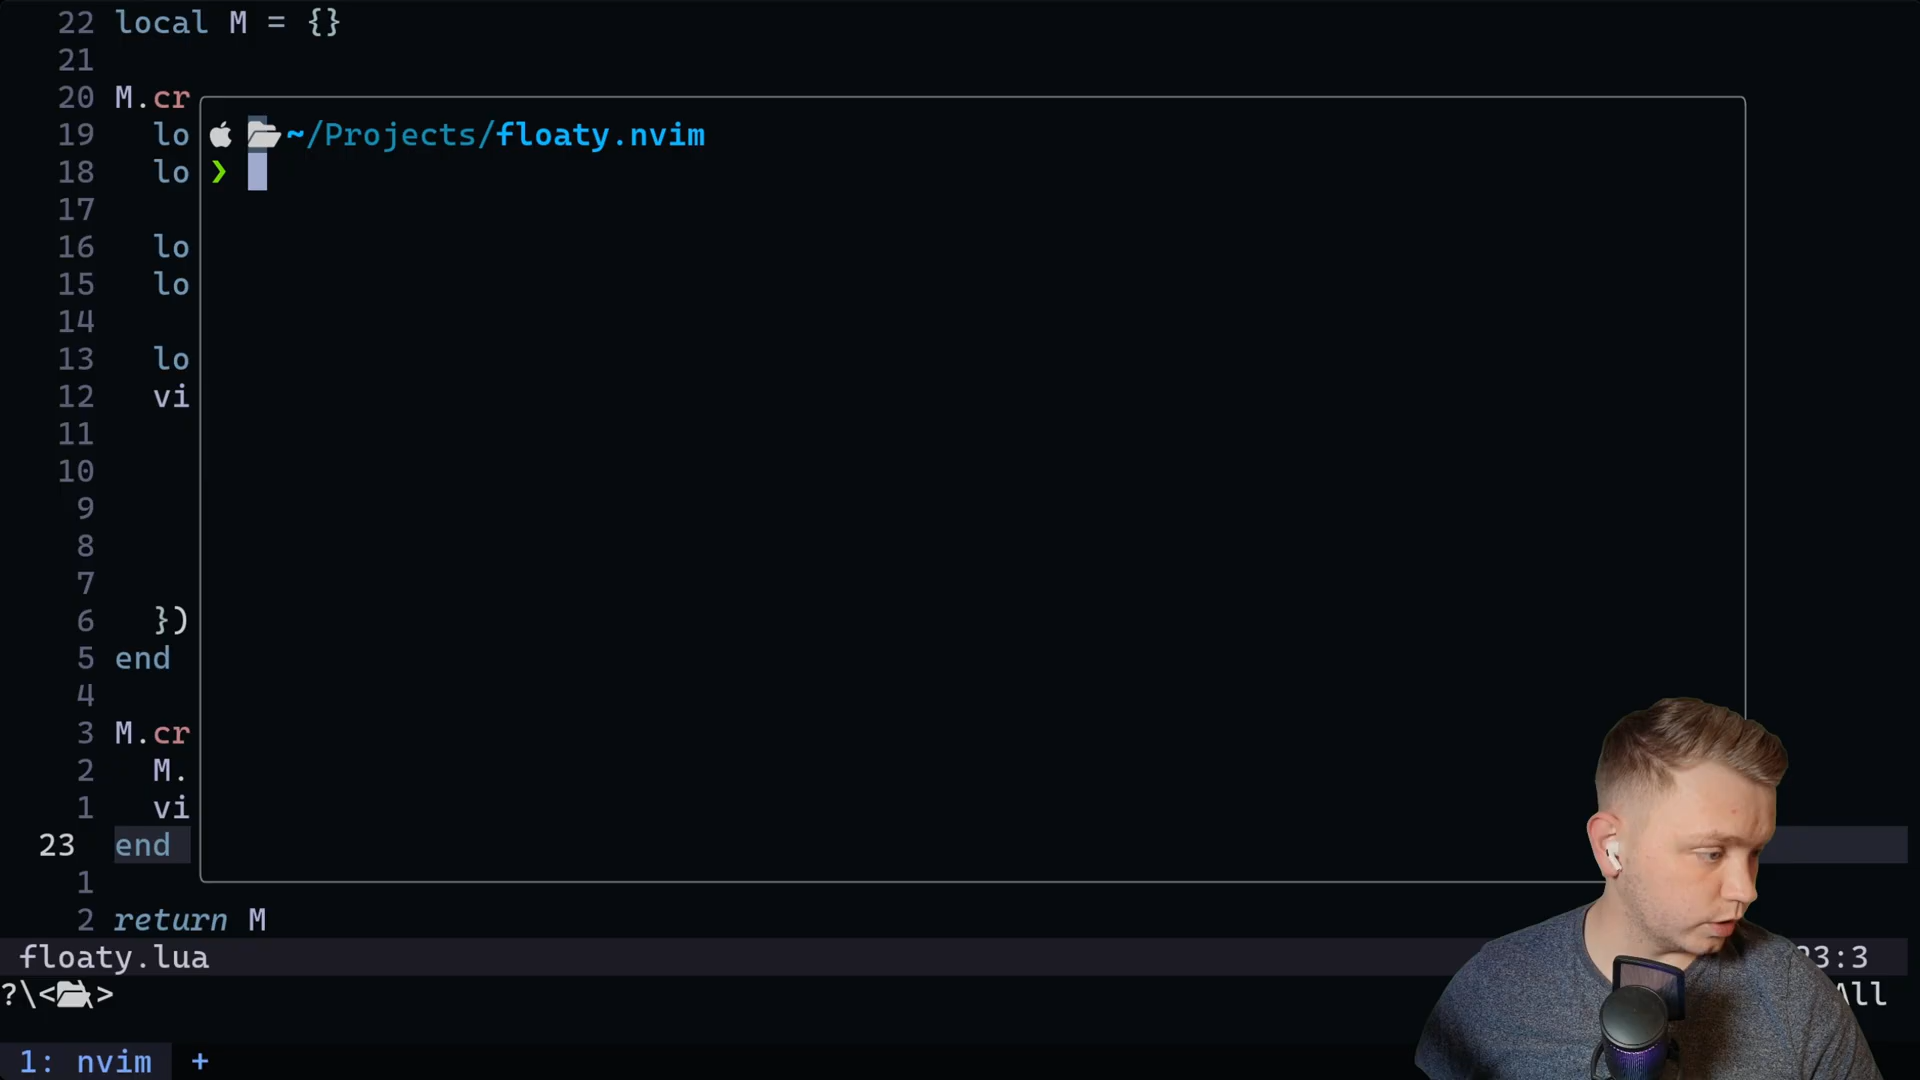 22 local M = {}
21
20 M.cr
19 lo ~/Projects/floaty.nvim
18 lo ❯
17
16 lo
15 lo
14
13 lo
12 vi
11
10
9
8
7
6 })
5 end
4
3 M.cr
2 M.
1 vi
23 end
1
2 return M
floaty.lua 23:3
?\<\> All
1: nvim +